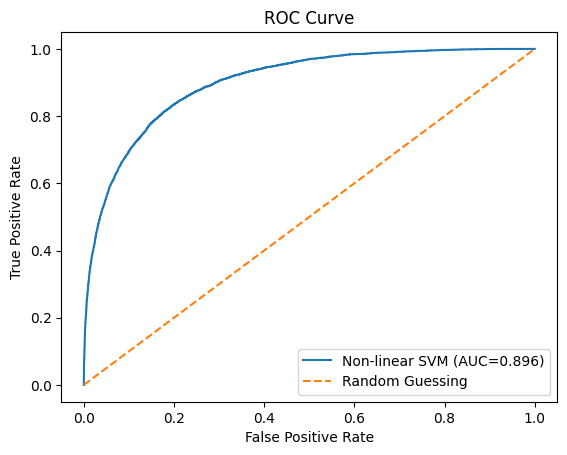 ROC Curve
1.0
0.8
0.6
0.4
0.2
0.0
True Positive Rate
Non-linear SVM (AUC=0.896)
Random Guessing
0.0 0.2 0.4 0.6 0.8 1.0
False Positive Rate